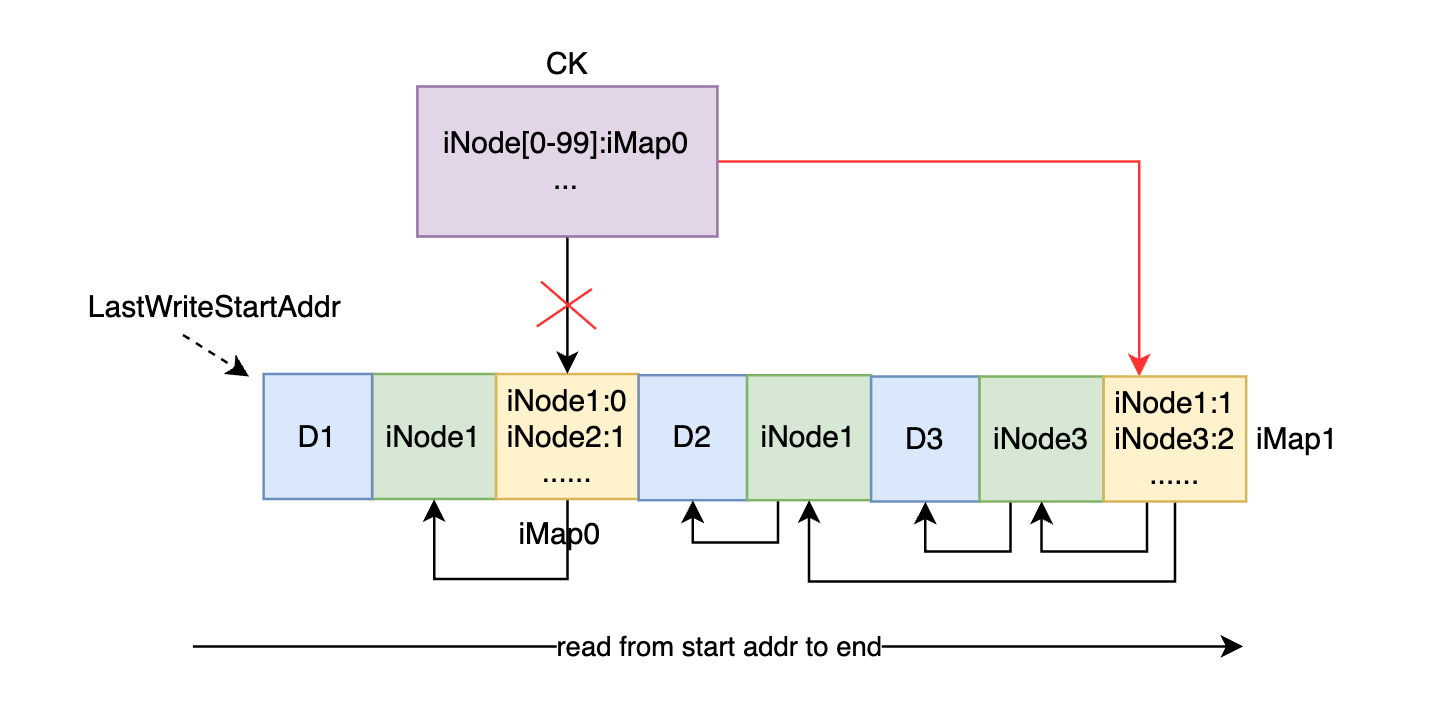 CK
iNode[0-99]:iMap0
...
LastWriteStartAddr
D1
iNode1
iNode1:0
iNode2:1
......
D2
iNode1
D3
iNode3
iNode1:1
iNode3:2
......
iMap1
iMap0
read from start addr to end